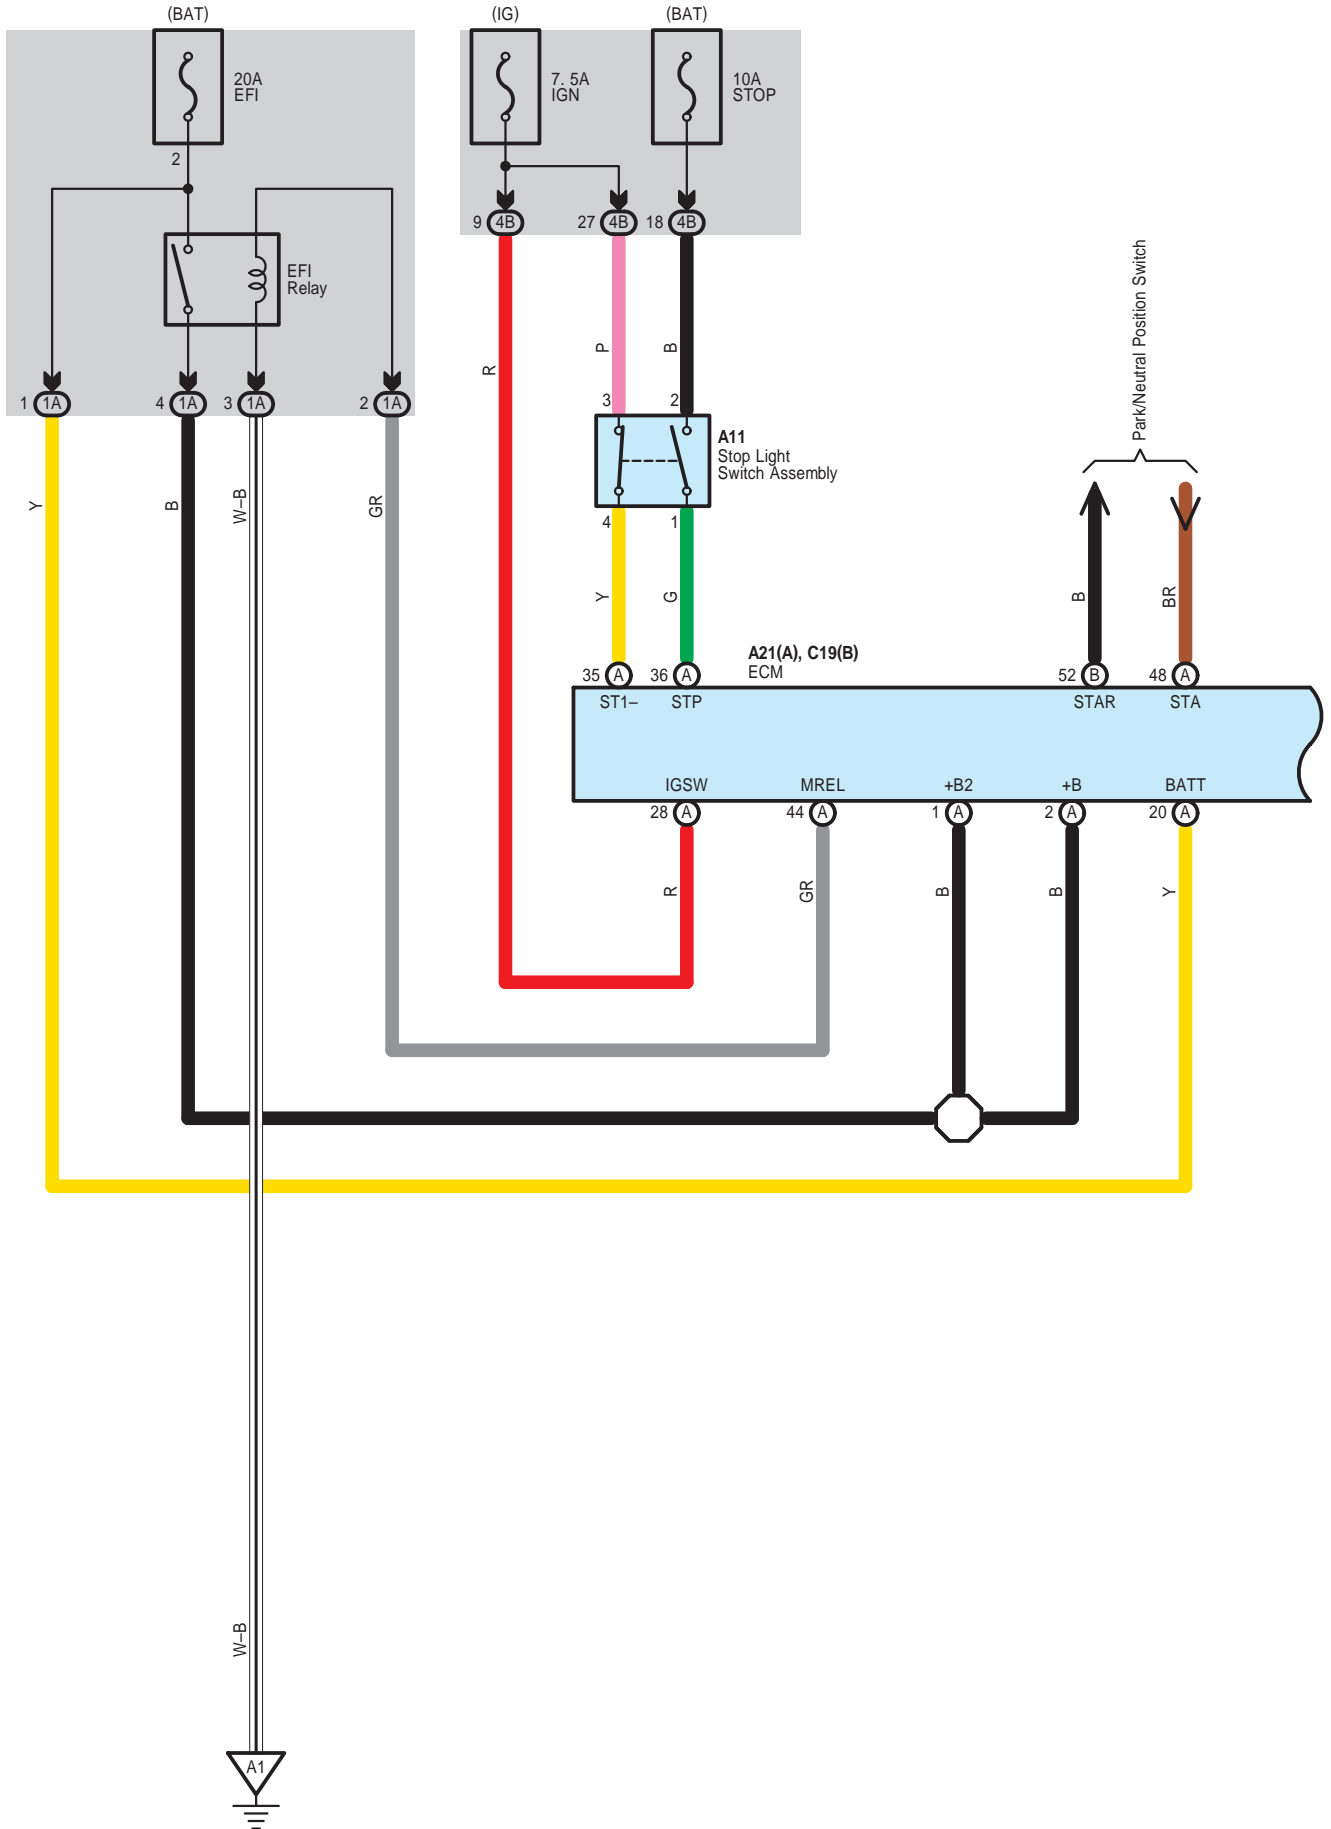 (BAT)
(IG)
(BAT)
20A
EFI
7. 5A
IGN
10A
STOP
2
9 4B
27 4B
18 4B
EFI
Relay
Park/Neutral Position Switch
R
P
B
1 1A
4 1A
3 1A
2 1A
3
2
A11
Stop Light
Switch Assembly
Y
B
W–B
GR
4
1
Y
G
B
BR
A21(A), C19(B)
ECM
35 A
36 A
52 B
48 A
ST1–
STP
STAR
STA
IGSW
MREL
+B2
+B
BATT
28 A
44 A
1 A
2 A
20 A
R
GR
B
B
Y
W–B
A1